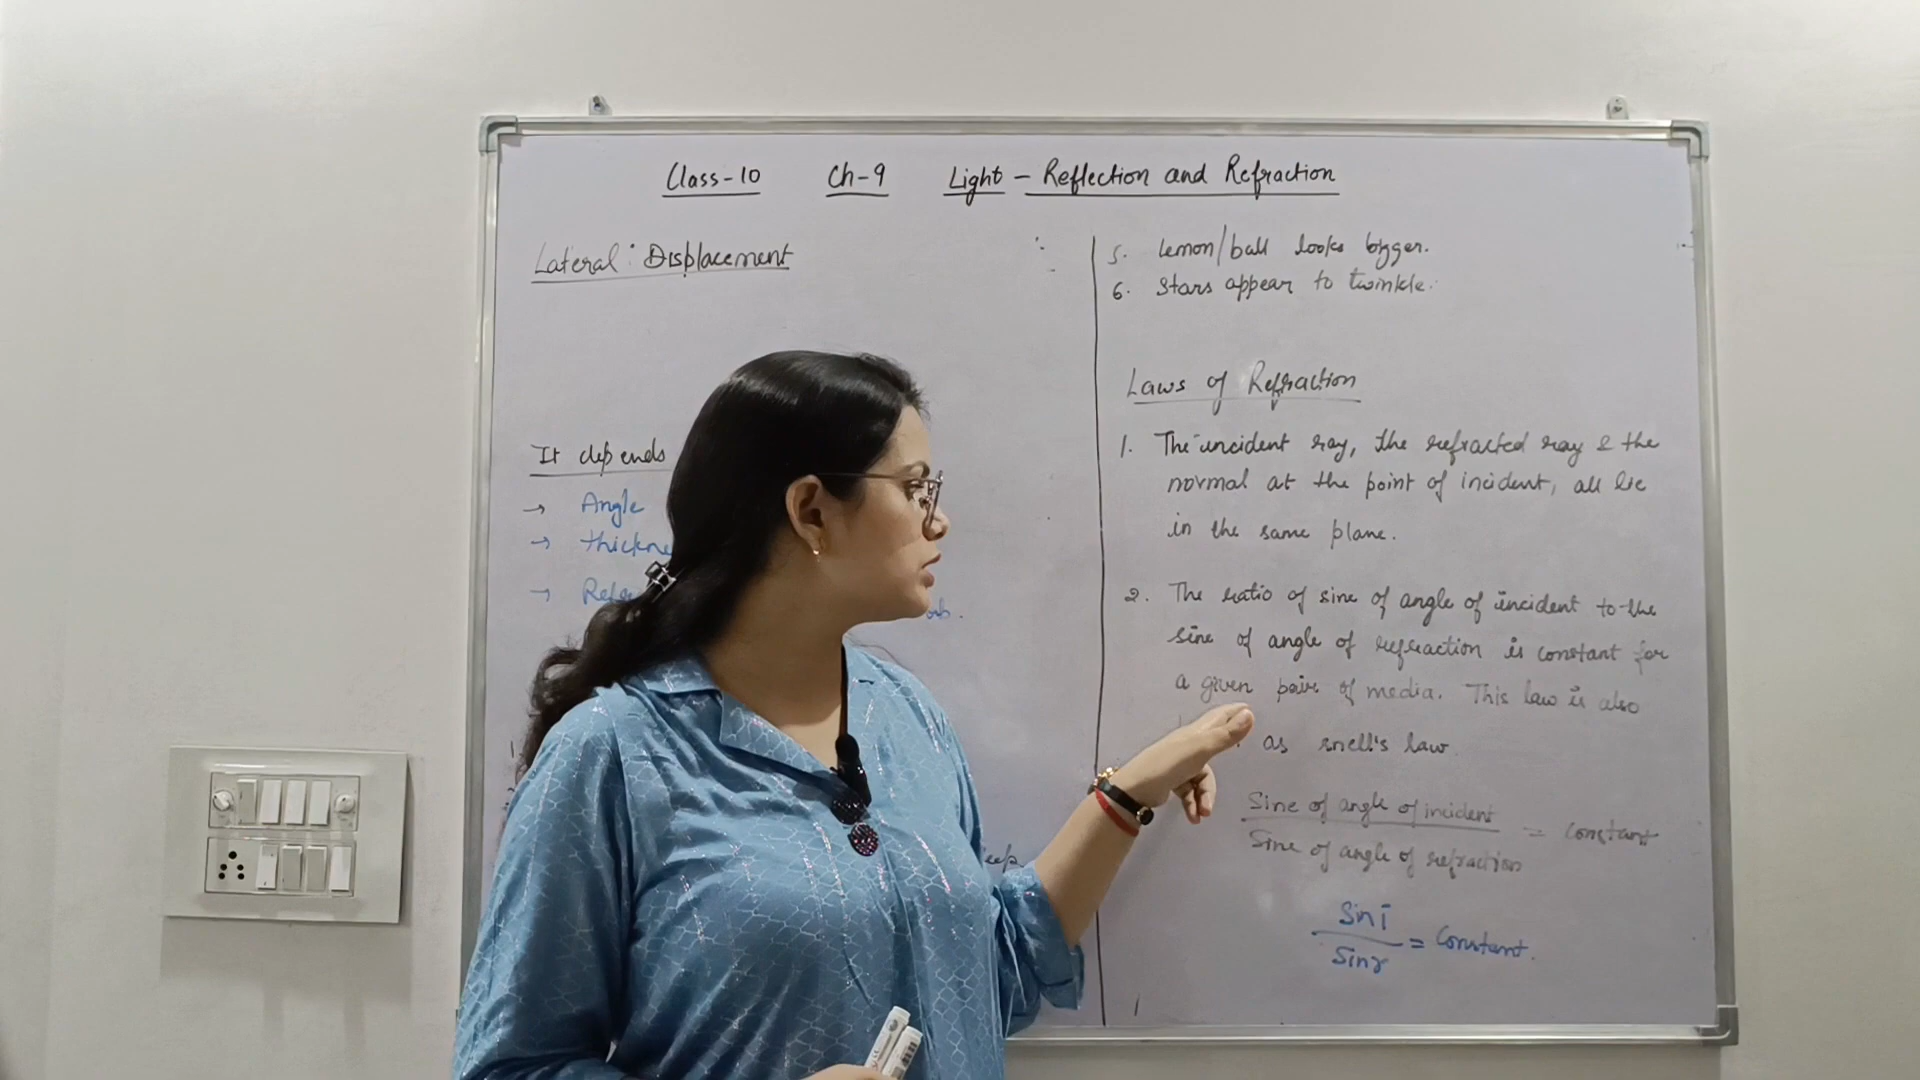 Class-10 Ch-9 Light - Reflection and Refraction
Lateral : Displacement
It depends
→ Angle
→ thickne
→ Refra
orb.
eep
5. Lemon/ball looks bigger.
6. Stars appear to twinkle.
Laws of Refraction
1. The incident ray, the refracted ray & the
normal at the point of incident, all lie
in the same plane.
2. The ratio of sine of angle of incident to the
sine of angle of refraction is constant for
a given pair of media. This law is also
as snell's law.
Sine of angle of incident
Sine of angle of refraction = constant
Sin i
Sin r = Constant.